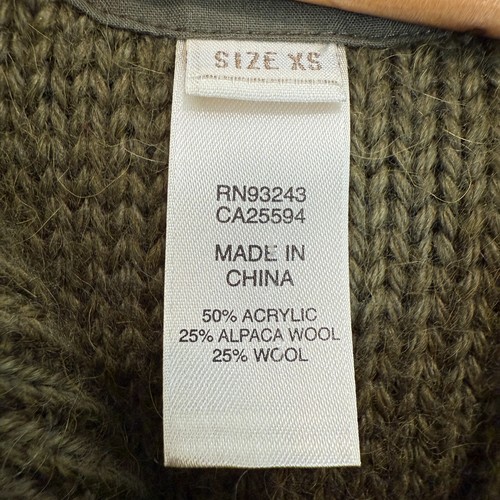 SIZE XS
RN93243
CA25594
MADE IN
CHINA
50% ACRYLIC
25% ALPACA WOOL
25% WOOL